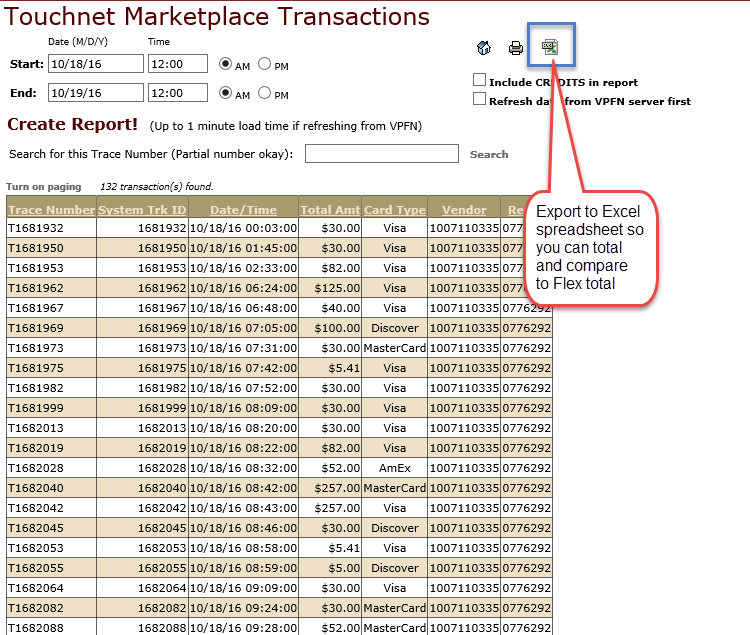 Touchnet Marketplace Transactions
Date (M/D/Y) Time
Start: 10/18/16 12:00 AM PM
End: 10/19/16 12:00 AM PM
Include CREDITS in report
Refresh data from VPFN server first
Create Report! (Up to 1 minute load time if refreshing from VPFN)
Search for this Trace Number (Partial number okay): Search
Turn on paging 132 transaction(s) found.
Trace Number System Trk ID Date/Time Total Amt Card Type Vendor
T1681932 1681932 10/18/16 00:03:00 $30.00 Visa 1007110335
T1681950 1681950 10/18/16 01:45:00 $30.00 Visa 1007110335
T1681953 1681953 10/18/16 02:33:00 $82.00 Visa 1007110335
T1681962 1681962 10/18/16 06:24:00 $125.00 Visa 1007110335
T1681967 1681967 10/18/16 06:48:00 $40.00 Visa 1007110335 0776292
T1681969 1681969 10/18/16 07:05:00 $100.00 Discover 1007110335 0776292
T1681973 1681973 10/18/16 07:31:00 $30.00 MasterCard 1007110335 0776292
T1681975 1681975 10/18/16 07:42:00 $5.41 Visa 1007110335 0776292
T1681982 1681982 10/18/16 07:52:00 $30.00 Visa 1007110335 0776292
T1681999 1681999 10/18/16 08:09:00 $30.00 Visa 1007110335 0776292
T1682013 1682013 10/18/16 08:20:00 $30.00 Visa 1007110335 0776292
T1682019 1682019 10/18/16 08:22:00 $82.00 Visa 1007110335 0776292
T1682028 1682028 10/18/16 08:32:00 $52.00 AmEx 1007110335 0776292
T1682040 1682040 10/18/16 08:42:00 $257.00 MasterCard 1007110335 0776292
T1682042 1682042 10/18/16 08:43:00 $257.00 Visa 1007110335 0776292
T1682045 1682045 10/18/16 08:46:00 $30.00 Discover 1007110335 0776292
T1682053 1682053 10/18/16 08:58:00 $5.41 Visa 1007110335 0776292
T1682055 1682055 10/18/16 08:59:00 $5.00 Discover 1007110335 0776292
T1682064 1682064 10/18/16 09:09:00 $30.00 Visa 1007110335 0776292
T1682082 1682082 10/18/16 09:24:00 $30.00 MasterCard 1007110335 0776292
T1682088 1682088 10/18/16 09:28:00 $52.00 MasterCard 1007110335 0776292
Export to Excel
spreadsheet so
you can total
and compare
to Flex total